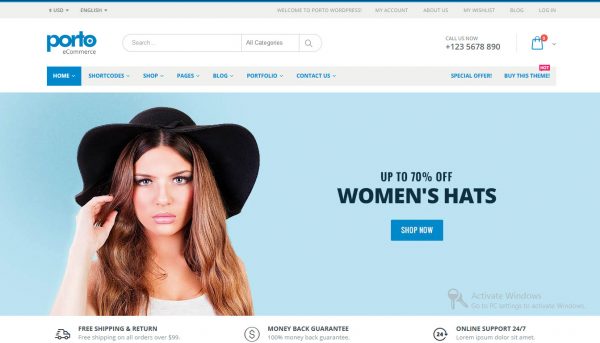 $ USD ENGLISH WELCOME TO PORTO WORDPRESS! MY ACCOUNT ABOUT US MY WISHLIST BLOG LOG IN
porto
eCommerce
Search... All Categories
CALL US NOW
+123 5678 890
0
HOT
HOME SHORTCODES SHOP PAGES BLOG PORTFOLIO CONTACT US SPECIAL OFFER! BUY THIS THEME!
UP TO 70% OFF
WOMEN'S HATS
SHOP NOW
Activate Windows
Go to PC settings to activate Windows.
FREE SHIPPING & RETURN
Free shipping on all orders over $99.
MONEY BACK GUARANTEE
100% money back guarantee.
24
ONLINE SUPPORT 24/7
Lorem ipsum dolor sit amet.